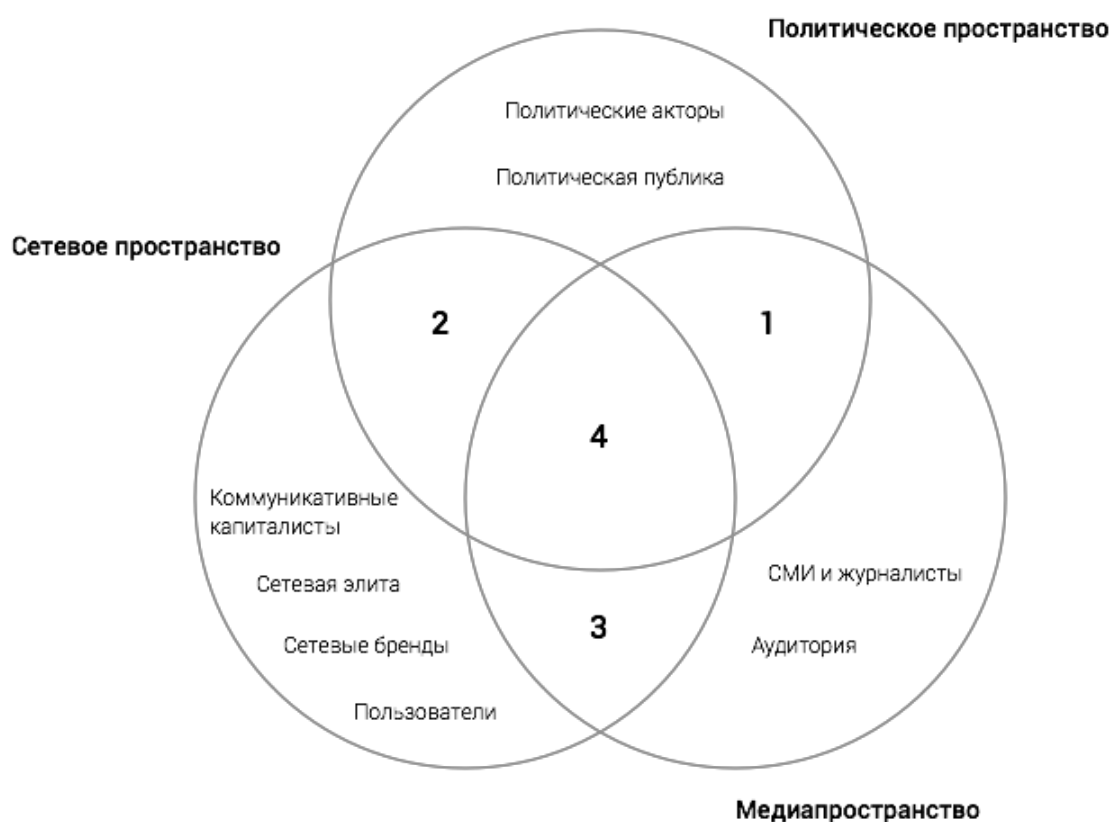 Политическое пространство
Политические акторы
Политическая публика
Сетевое пространство
2
1
4
Коммуникативные
капиталисты
СМИ и журналисты
Сетевая элита
3
Сетевые бренды
Аудитория
Пользователи
Медиапространство